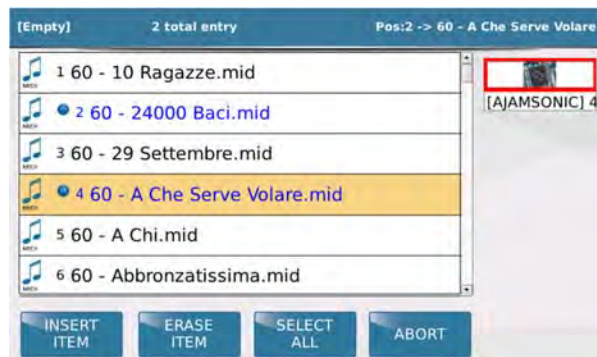 [Empty] 2 total entry Pos:2 -> 60 - A Che Serve Volare
1 60 - 10 Ragazze.mid
2 60 - 24000 Baci.mid
3 60 - 29 Settembre.mid
4 60 - A Che Serve Volare.mid
5 60 - A Chi.mid
6 60 - Abbronzatissima.mid
[AJAMSONIC] 4
INSERT ITEM
ERASE ITEM
SELECT ALL
ABORT